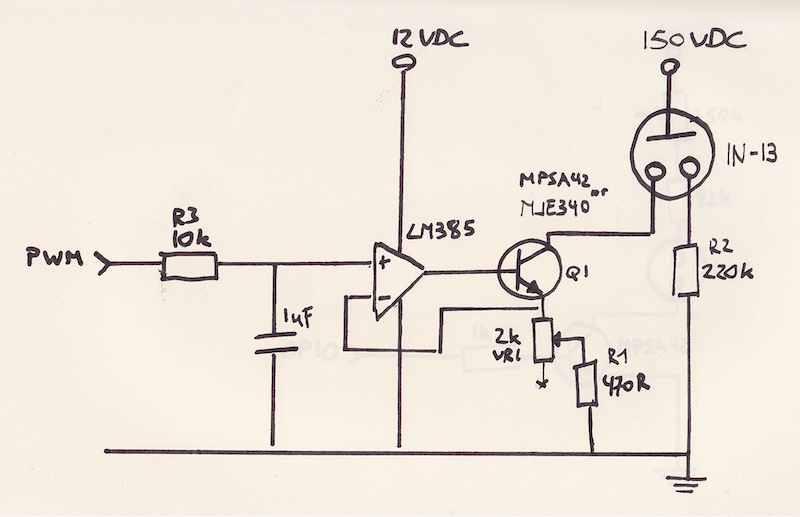 12VDC
150VDC
IN-13
MPSA42 or
MJE340
R3
10k
LM385
PWM
+
-
Q1
R2
220k
1uF
2k
VR1
R1
470R